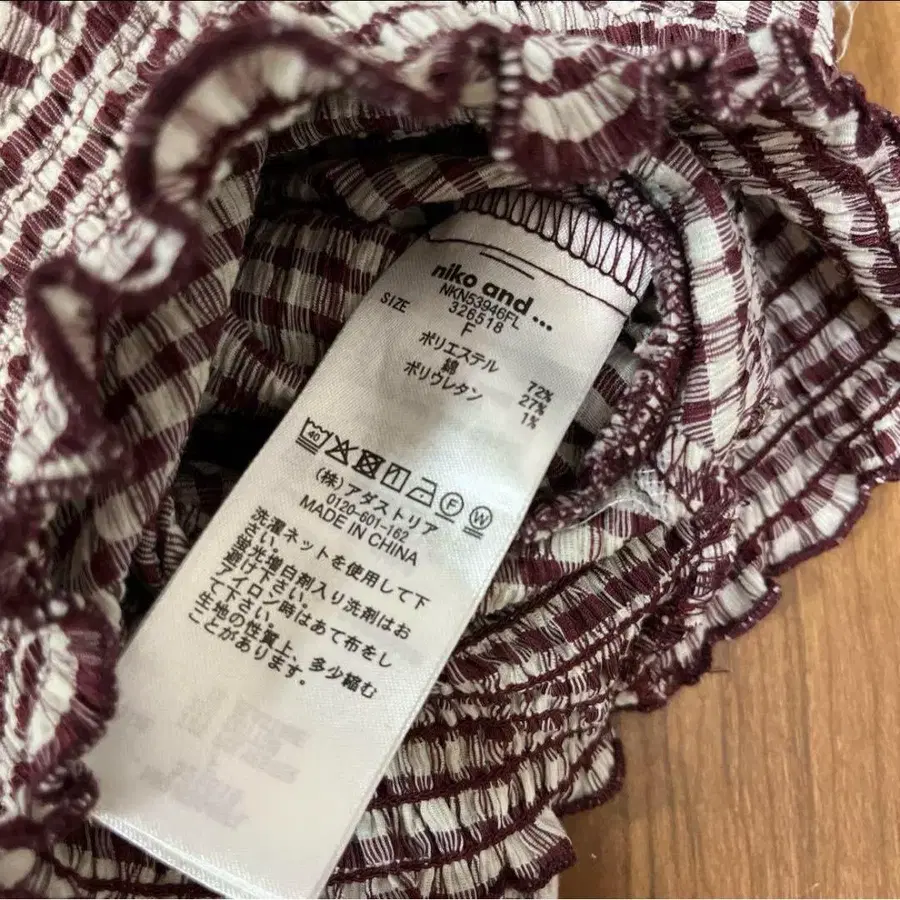 niko and ...
NKN53946FL
326518
SIZE F
ポリエステル 72%
綿 27%
ポリウレタン 1%
40 F W
(株)アダストリア
0120-601-162
MADE IN CHINA
洗濯ネットを使用して下
さい。
蛍光増白剤入り洗剤はお
避け下さい。
アイロン時はあて布をし
て下さい。
生地の性質上、多少縮む
ことがあります。